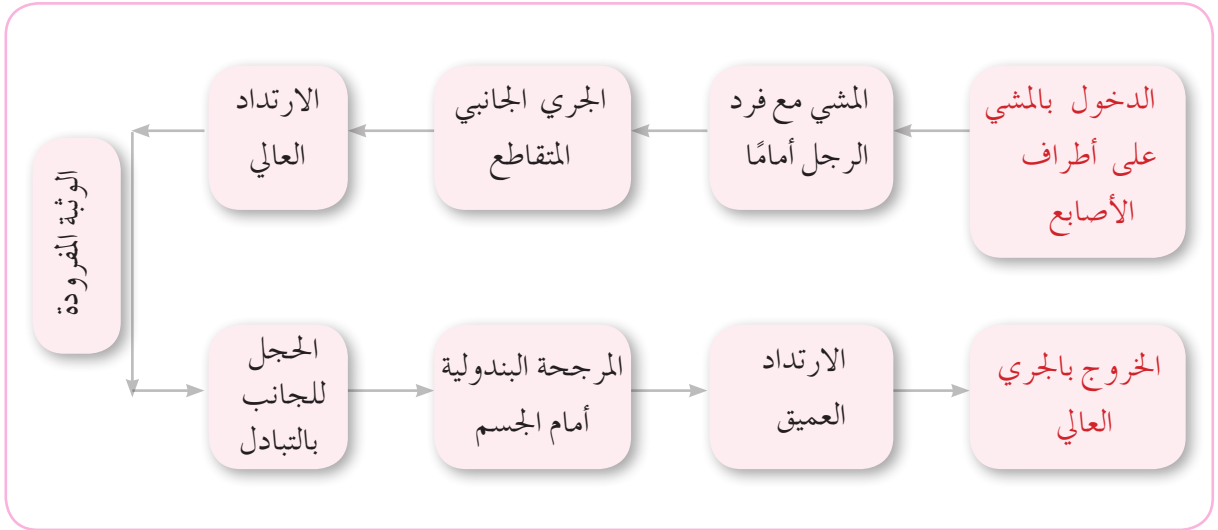 الدخول بالمشي
على أطراف
الأصابع
المشي مع فرد
الرجل أمامًا
الجري الجانبي
المتقاطع
الارتداد
العالي
الوثبة المفرودة
الحجل
للجانب
بالتبادل
المرجحة البندولية
أمام الجسم
الارتداد
العميق
الخروج بالجري
العالي